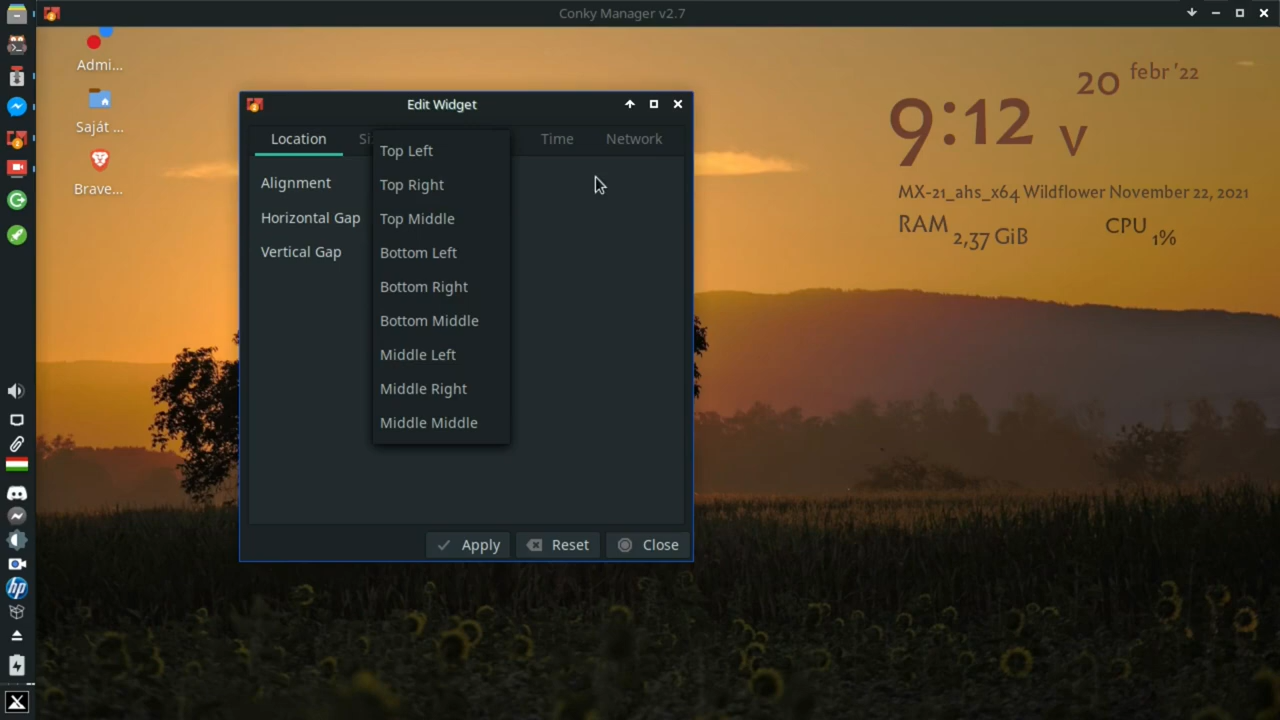 Conky Manager v2.7
Admi...
Saját ...
Brave...
Edit Widget
Location
Si
Time
Network
Alignment
Horizontal Gap
Vertical Gap
Top Left
Top Right
Top Middle
Bottom Left
Bottom Right
Bottom Middle
Middle Left
Middle Right
Middle Middle
Apply
Reset
Close
9:12
20
febr '22
V
MX-21_ahs_x64 Wildflower November 22, 2021
RAM 2,37 GiB
CPU 1%
hp